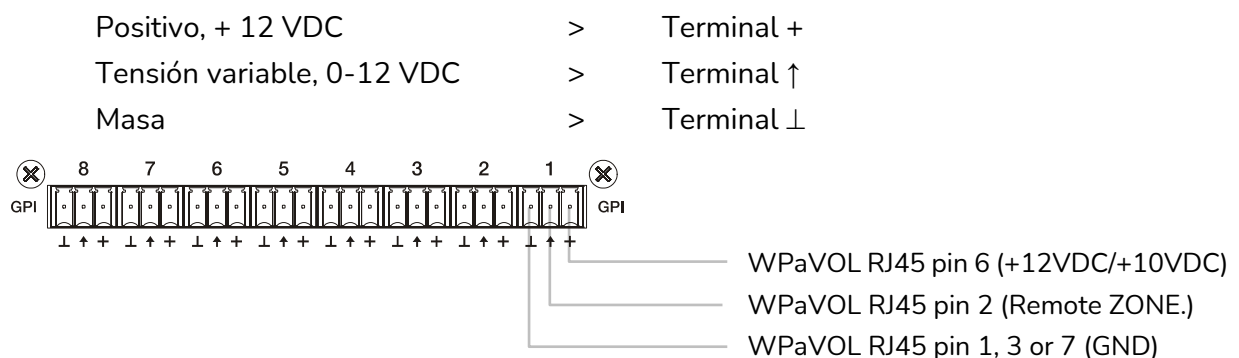 Positivo, + 12 VDC > Terminal +
Tensión variable, 0-12 VDC > Terminal ↑
Masa > Terminal ⊥
8 7 6 5 4 3 2 1
GPI GPI
⊥ ↑ + ⊥ ↑ + ⊥ ↑ + ⊥ ↑ + ⊥ ↑ + ⊥ ↑ + ⊥ ↑ + ⊥ ↑ +
WPaVOL RJ45 pin 6 (+12VDC/+10VDC)
WPaVOL RJ45 pin 2 (Remote ZONE.)
WPaVOL RJ45 pin 1, 3 or 7 (GND)